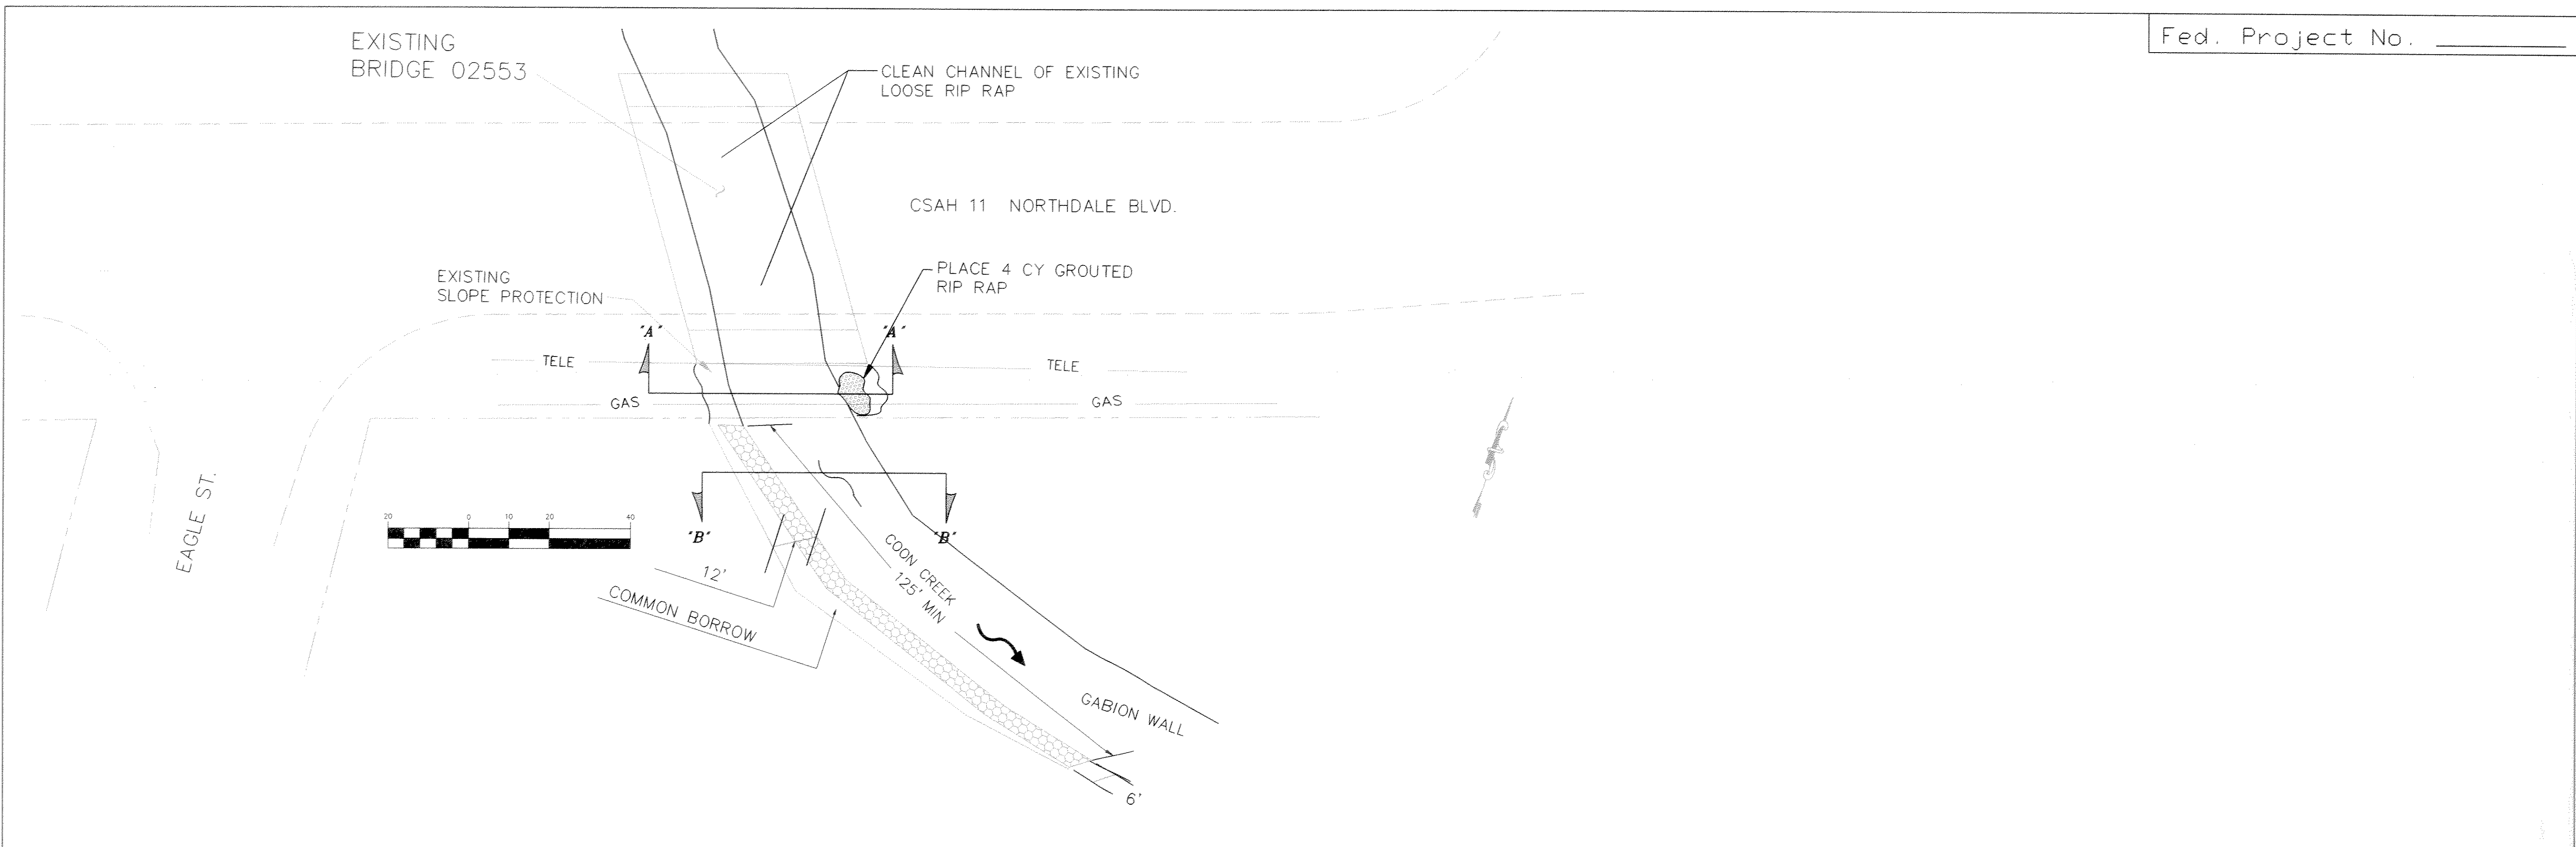 Fed. Project No.
EXISTING
BRIDGE 02553
CLEAN CHANNEL OF EXISTING
LOOSE RIP RAP
CSAH 11 NORTHDALE BLVD.
PLACE 4 CY GROUTED
RIP RAP
EXISTING
SLOPE PROTECTION
"A"
"A"
TELE
TELE
GAS
GAS
EAGLE ST.
20
0
10
20
40
"B"
"B"
12'
COMMON BORROW
COON CREEK
125' MIN
GABION WALL
6'